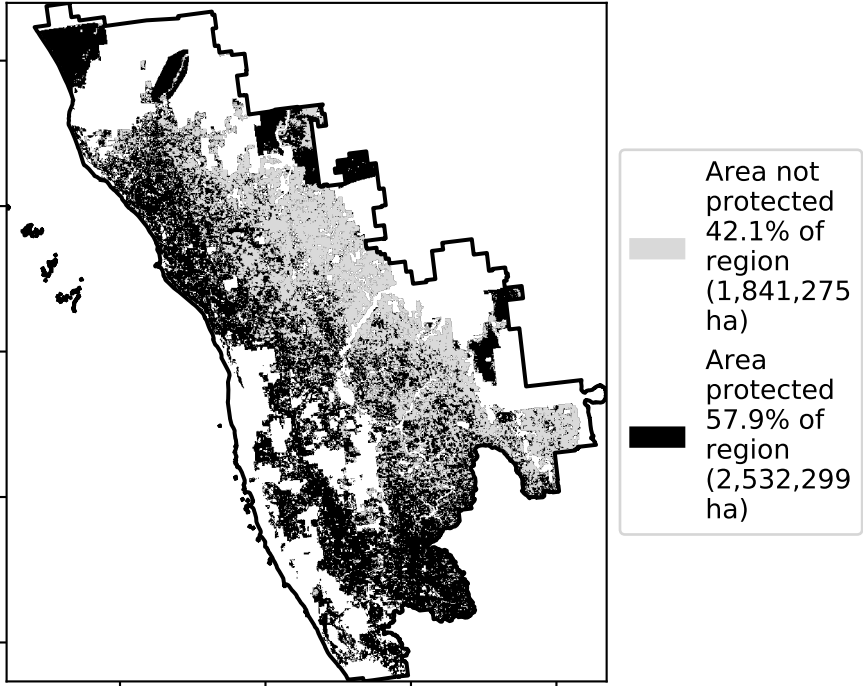 Area not
protected
42.1% of
region
(1,841,275
ha)
Area
protected
57.9% of
region
(2,532,299
ha)